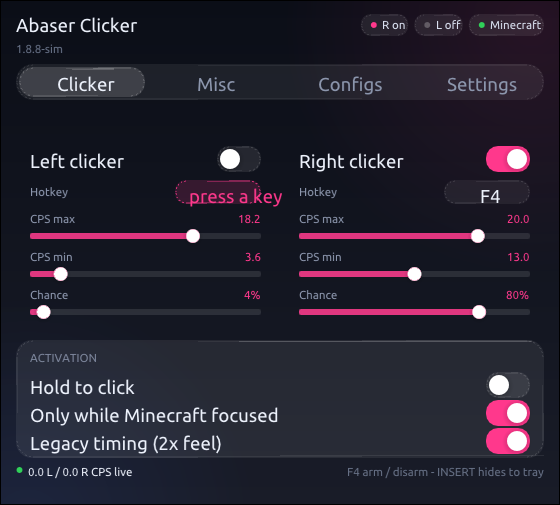 Abaser Clicker
R on L off Minecraft
1.8.8-sim
Clicker Misc Configs Settings
Left clicker Right clicker
Hotkey press a key Hotkey F4
CPS max 18.2 CPS max 20.0
CPS min 3.6 CPS min 13.0
Chance 4% Chance 80%
ACTIVATION
Hold to click
Only while Minecraft focused
Legacy timing (2x feel)
0.0 L / 0.0 R CPS live F4 arm / disarm - INSERT hides to tray